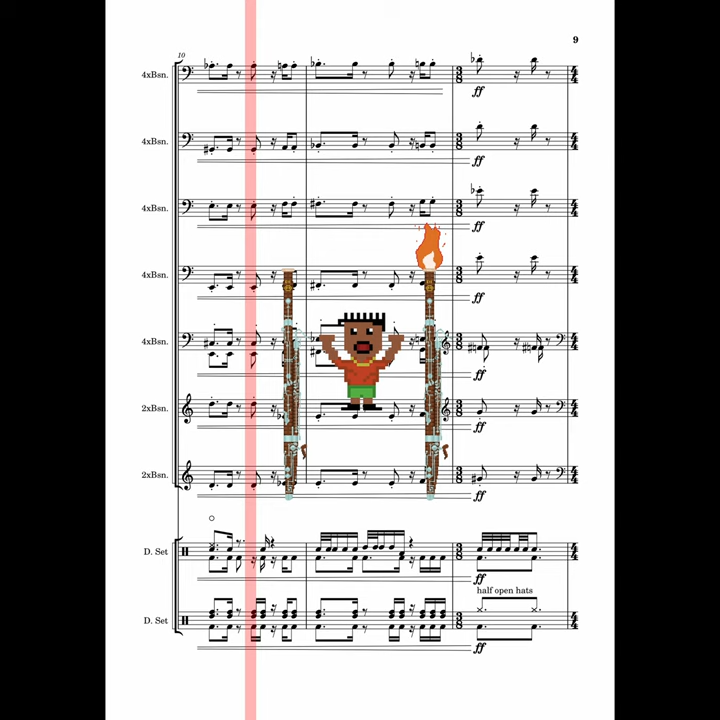 9
10
4xBsn.
ff
4xBsn.
ff
4xBsn.
ff
4xBsn.
ff
4xBsn.
ff
2xBsn.
ff
2xBsn.
ff
D. Set
ff
half open hats
D. Set
ff